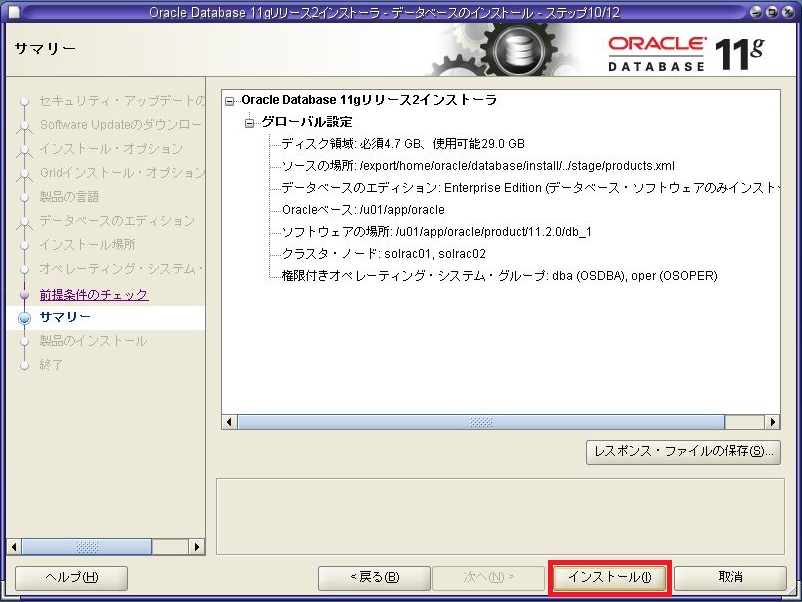 Oracle Database 11gリリース2インストーラ - データベースのインストール - ステップ10/12
サマリー
ORACLE
DATABASE 11g
セキュリティ・アップデートの
Software Updateのダウンロー
インストール・オプション
Gridインストール・オプション
製品の言語
データベースのエディション
インストール場所
オペレーティング・システム・
前提条件のチェック
サマリー
製品のインストール
終了
Oracle Database 11gリリース2インストーラ
グローバル設定
ディスク領域: 必須4.7 GB、使用可能29.0 GB
ソースの場所: /export/home/oracle/database/install/../stage/products.xml
データベースのエディション: Enterprise Edition (データベース・ソフトウェアのみインスト
Oracleベース: /u01/app/oracle
ソフトウェアの場所: /u01/app/oracle/product/11.2.0/db_1
クラスタ・ノード: solrac01, solrac02
権限付きオペレーティング・システム・グループ: dba (OSDBA), oper (OSOPER)
レスポンス・ファイルの保存(S)...
ヘルプ(H)
< 戻る(B)
次へ(N) >
インストール(I)
取消